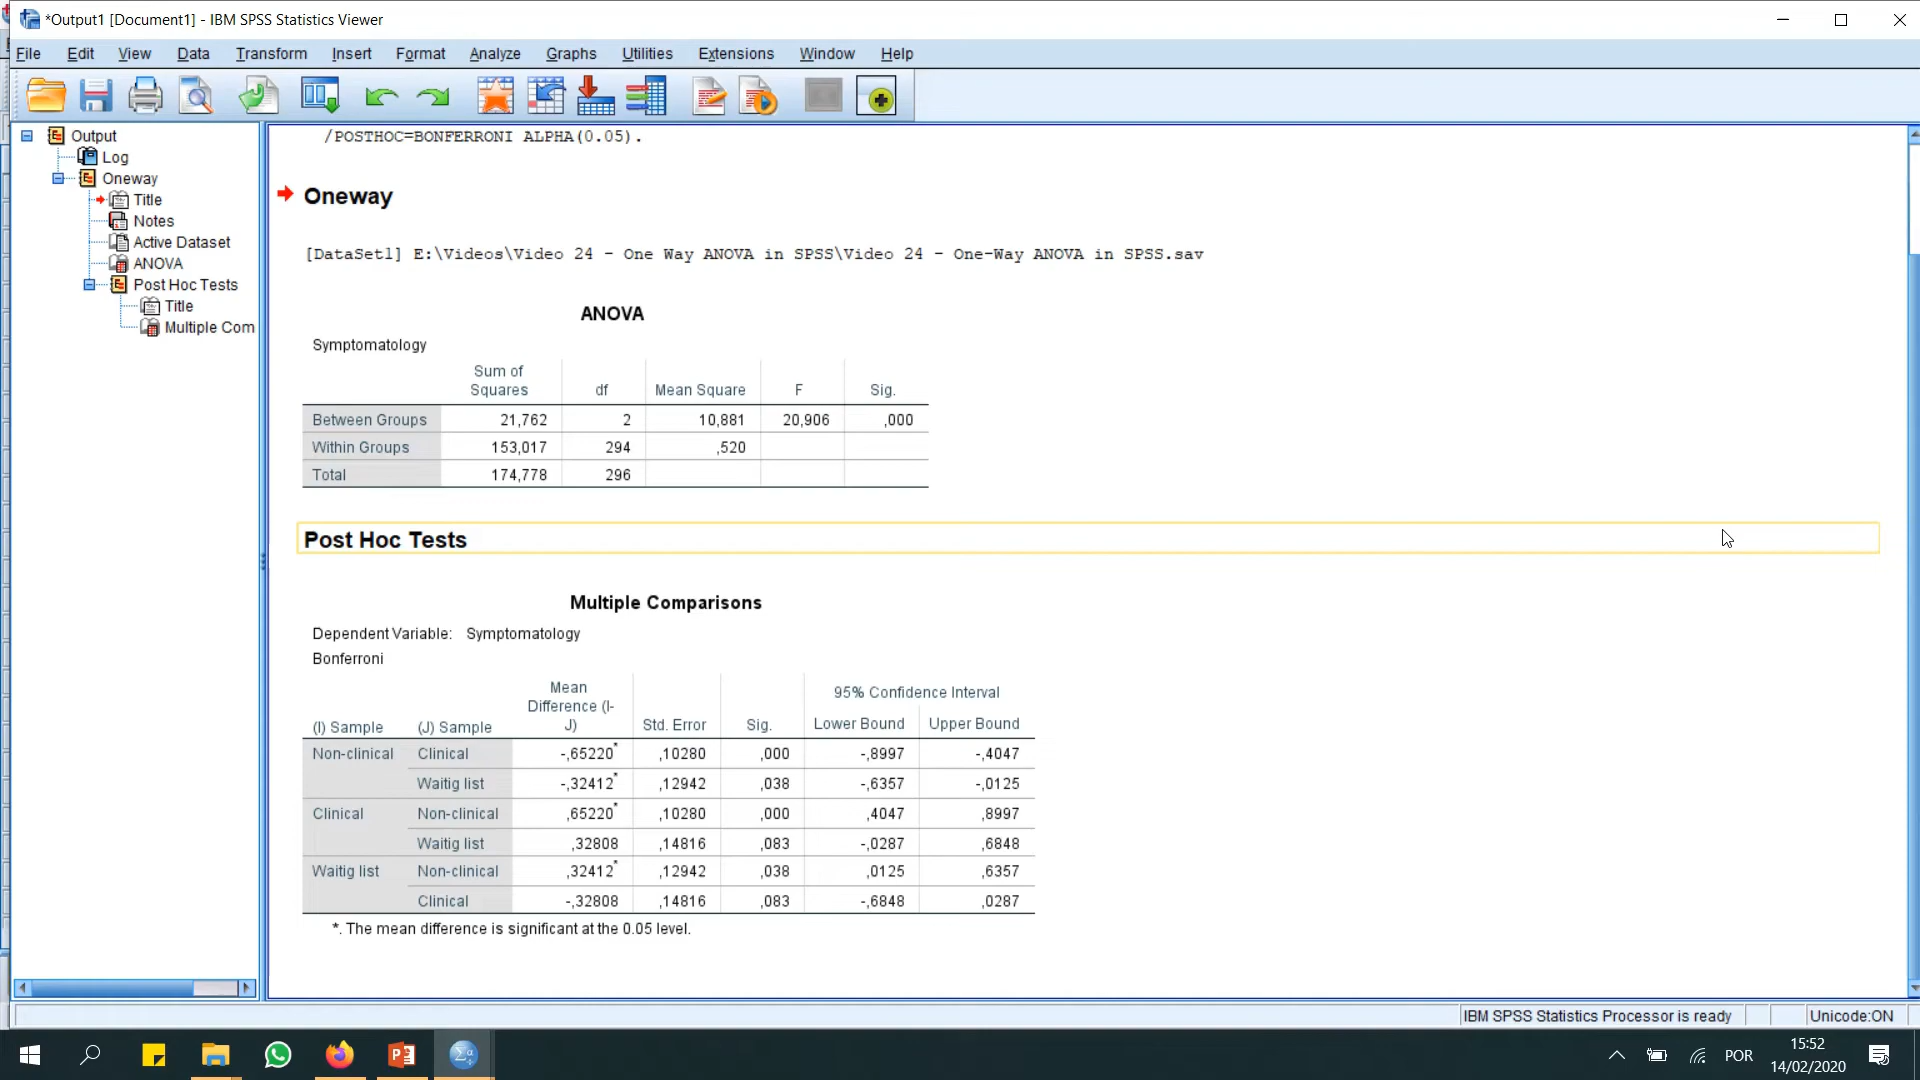 *Output1 [Document1] - IBM SPSS Statistics Viewer
File Edit View Data Transform Insert Format Analyze Graphs Utilities Extensions Window Help
Output
Log
Oneway
Title
Notes
Active Dataset
ANOVA
Post Hoc Tests
Title
Multiple Com
/POSTHOC=BONFERRONI ALPHA(0.05).
Oneway
[DataSet1] E:\Videos\Video 24 - One Way ANOVA in SPSS\Video 24 - One-Way ANOVA in SPSS.sav
ANOVA
Symptomatology
Sum of
Squares df Mean Square F Sig.
Between Groups 21,762 2 10,881 20,906 ,000
Within Groups 153,017 294 ,520
Total 174,778 296
Post Hoc Tests
Multiple Comparisons
Dependent Variable: Symptomatology
Bonferroni
Mean
Difference (I-
95% Confidence Interval
(I) Sample (J) Sample J) Std. Error Sig. Lower Bound Upper Bound
Non-clinical Clinical -,65220* ,10280 ,000 -,8997 -,4047
Waitig list -,32412* ,12942 ,038 -,6357 -,0125
Clinical Non-clinical ,65220* ,10280 ,000 ,4047 ,8997
Waitig list ,32808 ,14816 ,083 -,0287 ,6848
Waitig list Non-clinical ,32412* ,12942 ,038 ,0125 ,6357
Clinical -,32808 ,14816 ,083 -,6848 ,0287
*. The mean difference is significant at the 0.05 level.
IBM SPSS Statistics Processor is ready Unicode:ON
POR
15:52
14/02/2020